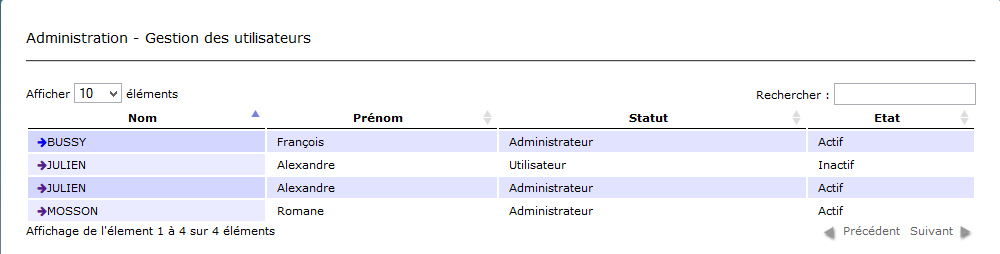 Administration - Gestion des utilisateurs
Afficher 10 éléments Rechercher :
Nom Prénom Statut Etat
BUSSY François Administrateur Actif
JULIEN Alexandre Utilisateur Inactif
JULIEN Alexandre Administrateur Actif
MOSSON Romane Administrateur Actif
Affichage de l'élement 1 à 4 sur 4 éléments Précédent Suivant